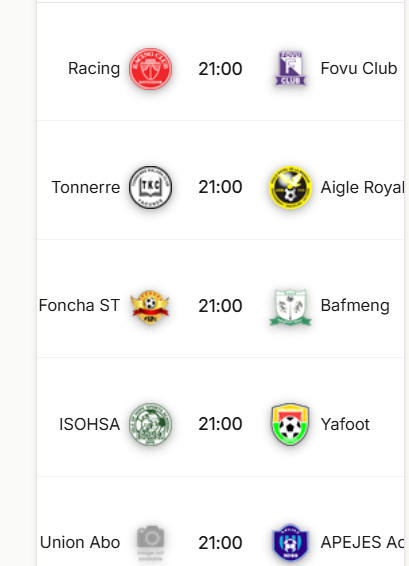 Racing 21:00 Fovu Club
Tonnerre TKC 21:00 Aigle Royal
Foncha ST 21:00 Bafmeng
ISOHSA 21:00 Yafoot
Union Abo 21:00 APEJES Ac